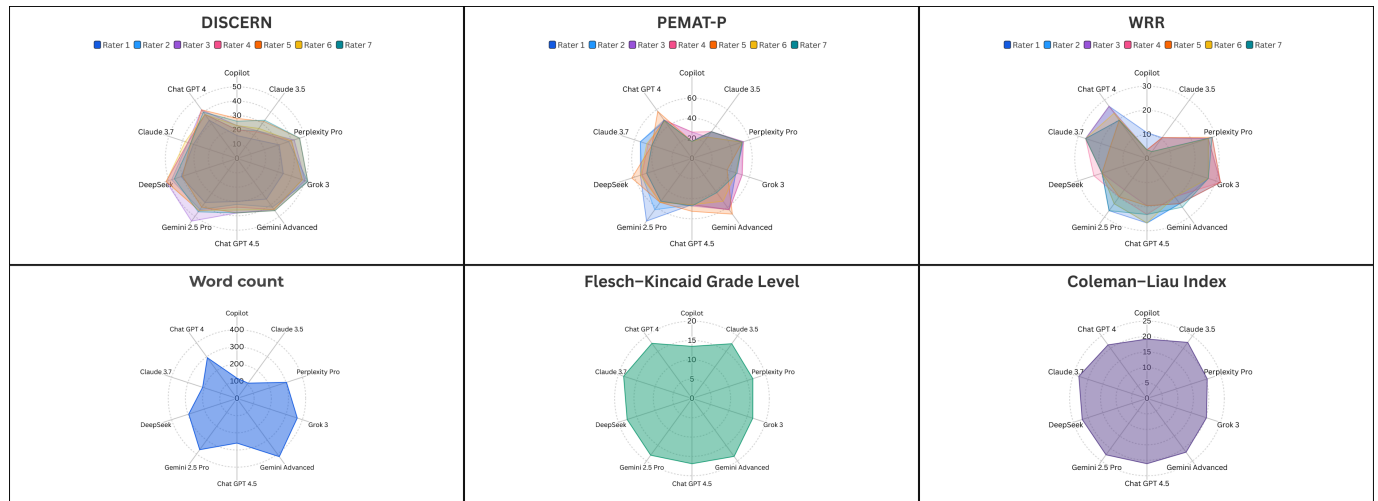 DISCERN
Rater 1 Rater 2 Rater 3 Rater 4 Rater 5 Rater 6 Rater 7
Copilot
50
Chat GPT 4
Claude 3.5
40
30
20
Claude 3.7
Perplexity Pro
10
0
DeepSeek
Grok 3
Gemini 2.5 Pro
Gemini Advanced
Chat GPT 4.5
PEMAT-P
Rater 1 Rater 2 Rater 3 Rater 4 Rater 5 Rater 6 Rater 7
Copilot
Chat GPT 4
Claude 3.5
60
40
20
Claude 3.7
Perplexity Pro
0
DeepSeek
Grok 3
Gemini 2.5 Pro
Gemini Advanced
Chat GPT 4.5
WRR
Rater 1 Rater 2 Rater 3 Rater 4 Rater 5 Rater 6 Rater 7
Copilot
30
Chat GPT 4
Claude 3.5
20
10
Claude 3.7
Perplexity Pro
0
DeepSeek
Grok 3
Gemini 2.5 Pro
Gemini Advanced
Chat GPT 4.5
Word count
Copilot
400
Chat GPT 4
Claude 3.5
300
200
Claude 3.7
Perplexity Pro
100
0
DeepSeek
Grok 3
Gemini 2.5 Pro
Gemini Advanced
Chat GPT 4.5
Flesch–Kincaid Grade Level
Copilot
20
Chat GPT 4
Claude 3.5
15
10
Claude 3.7
Perplexity Pro
5
0
DeepSeek
Grok 3
Gemini 2.5 Pro
Gemini Advanced
Chat GPT 4.5
Coleman–Liau Index
Copilot
25
Chat GPT 4
Claude 3.5
20
15
10
Claude 3.7
Perplexity Pro
5
0
DeepSeek
Grok 3
Gemini 2.5 Pro
Gemini Advanced
Chat GPT 4.5